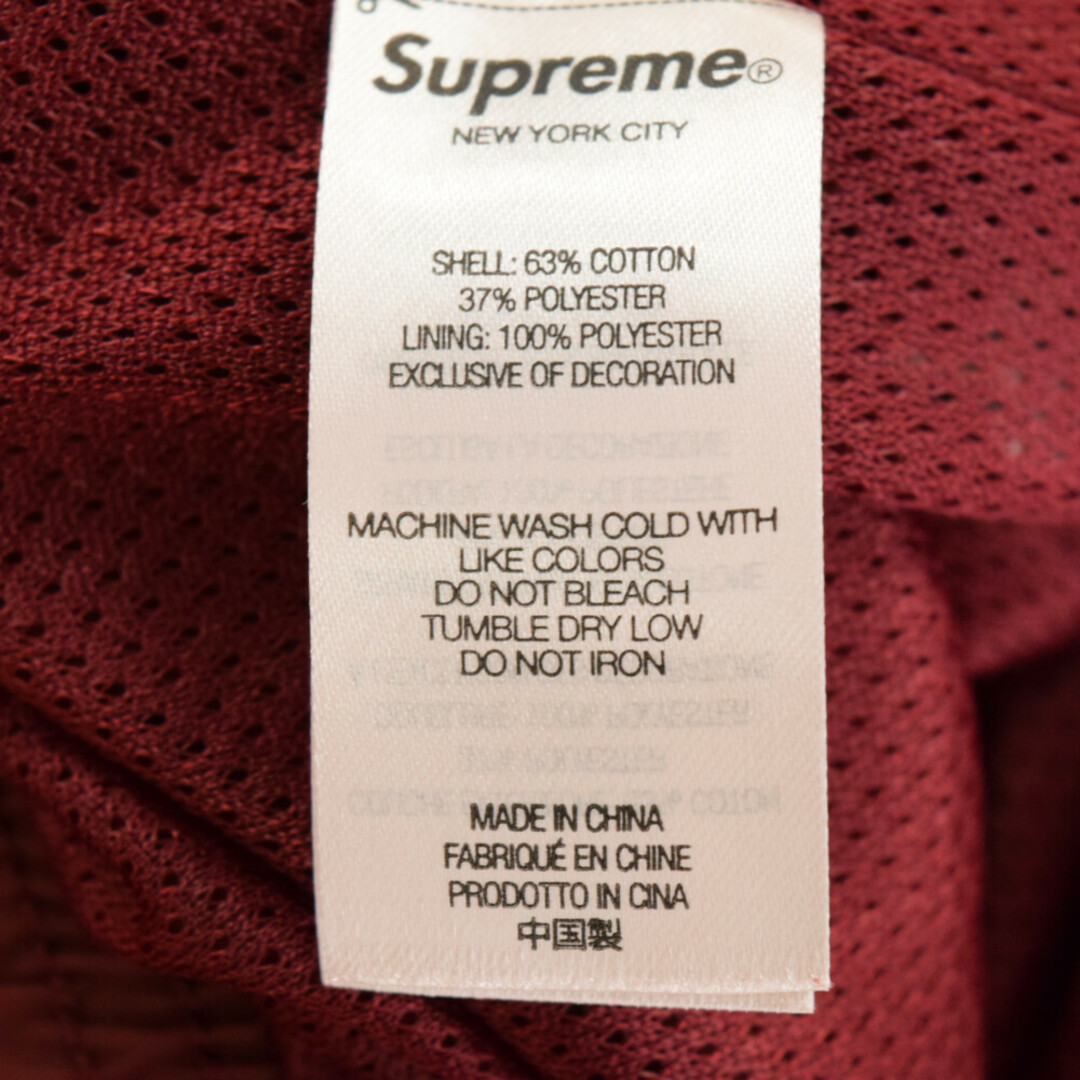 Supreme®
NEW YORK CITY
SHELL: 63% COTTON
37% POLYESTER
LINING: 100% POLYESTER
EXCLUSIVE OF DECORATION
MACHINE WASH COLD WITH
LIKE COLORS
DO NOT BLEACH
TUMBLE DRY LOW
DO NOT IRON
MADE IN CHINA
FABRIQUÉ EN CHINE
PRODOTTO IN CINA
中国製